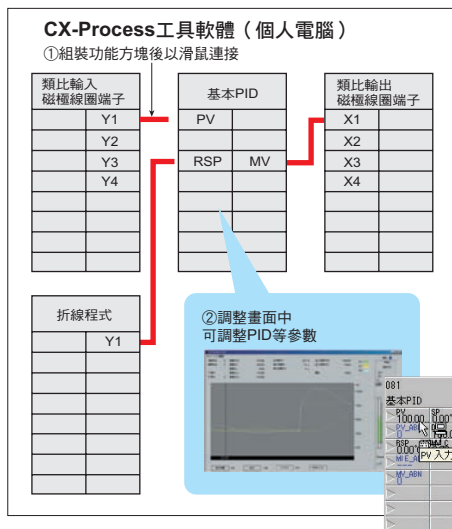 CX-Process工具軟體（個人電腦）
①組裝功能方塊後以滑鼠連接
類比輸入
磁極線圈端子
Y1
Y2
Y3
Y4
基本PID
PV
RSP MV
類比輸出
磁極線圈端子
X1
X2
X3
X4
折線程式
Y1
②調整畫面中
可調整PID等參數
081
基本PID
PV SP
100.00
PV_ABN
RSP
0.00
PV 入力
MV_ABN
0